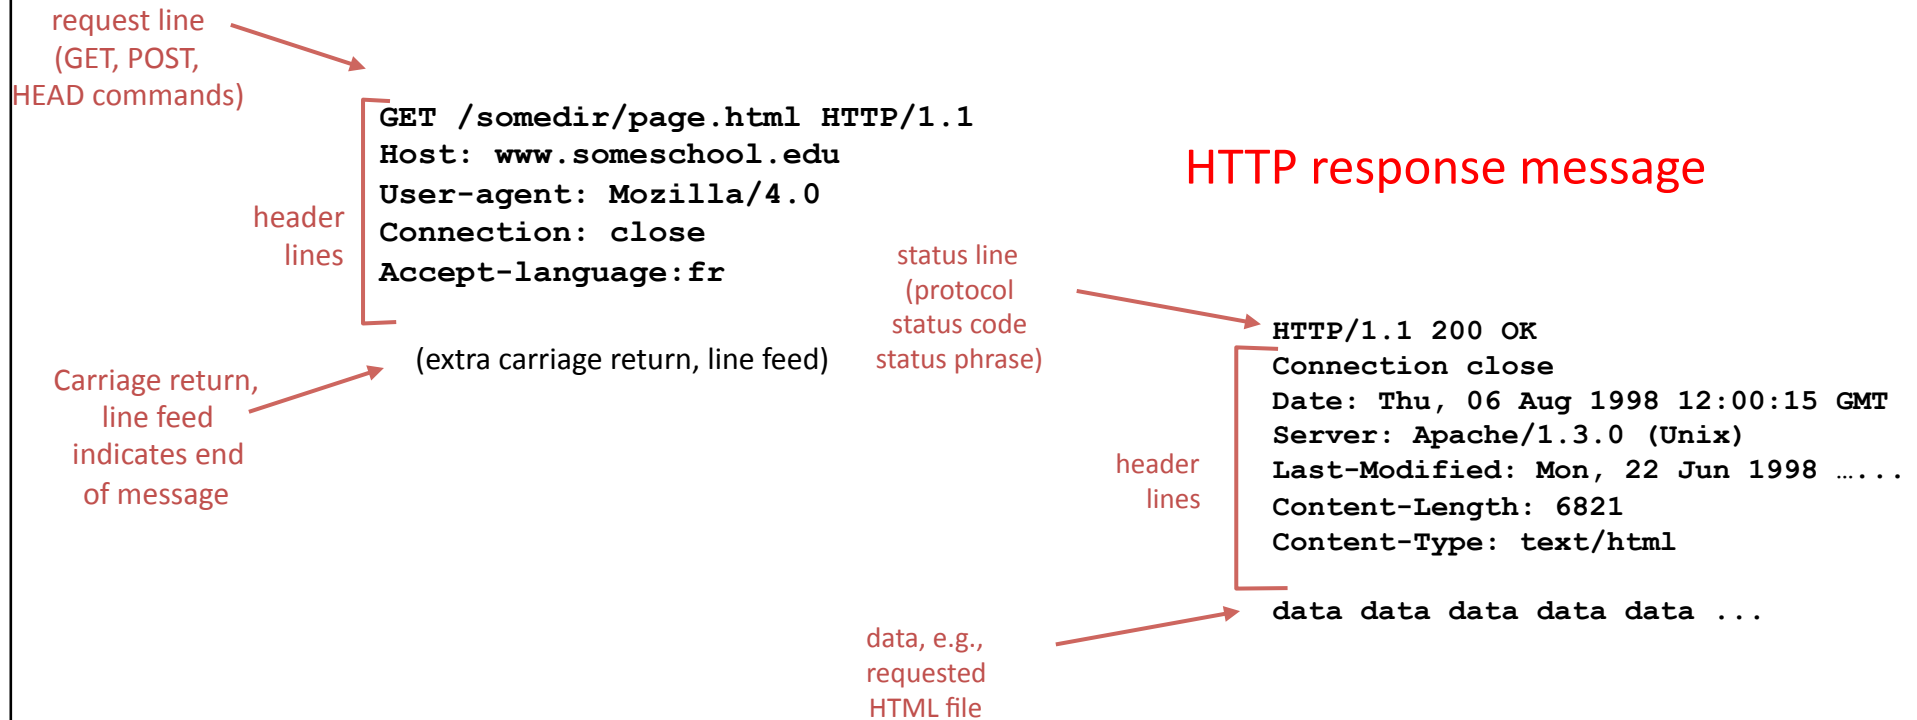 request line
(GET, POST,
HEAD commands)
GET /somedir/page.html HTTP/1.1
Host: www.someschool.edu
User-agent: Mozilla/4.0
Connection: close
Accept-language:fr
header
lines
(extra carriage return, line feed)
Carriage return,
line feed
indicates end
of message
HTTP response message
status line
(protocol
status code
status phrase)
HTTP/1.1 200 OK
Connection close
Date: Thu, 06 Aug 1998 12:00:15 GMT
Server: Apache/1.3.0 (Unix)
Last-Modified: Mon, 22 Jun 1998 …...
Content-Length: 6821
Content-Type: text/html
header
lines
data data data data data ...
data, e.g.,
requested
HTML file